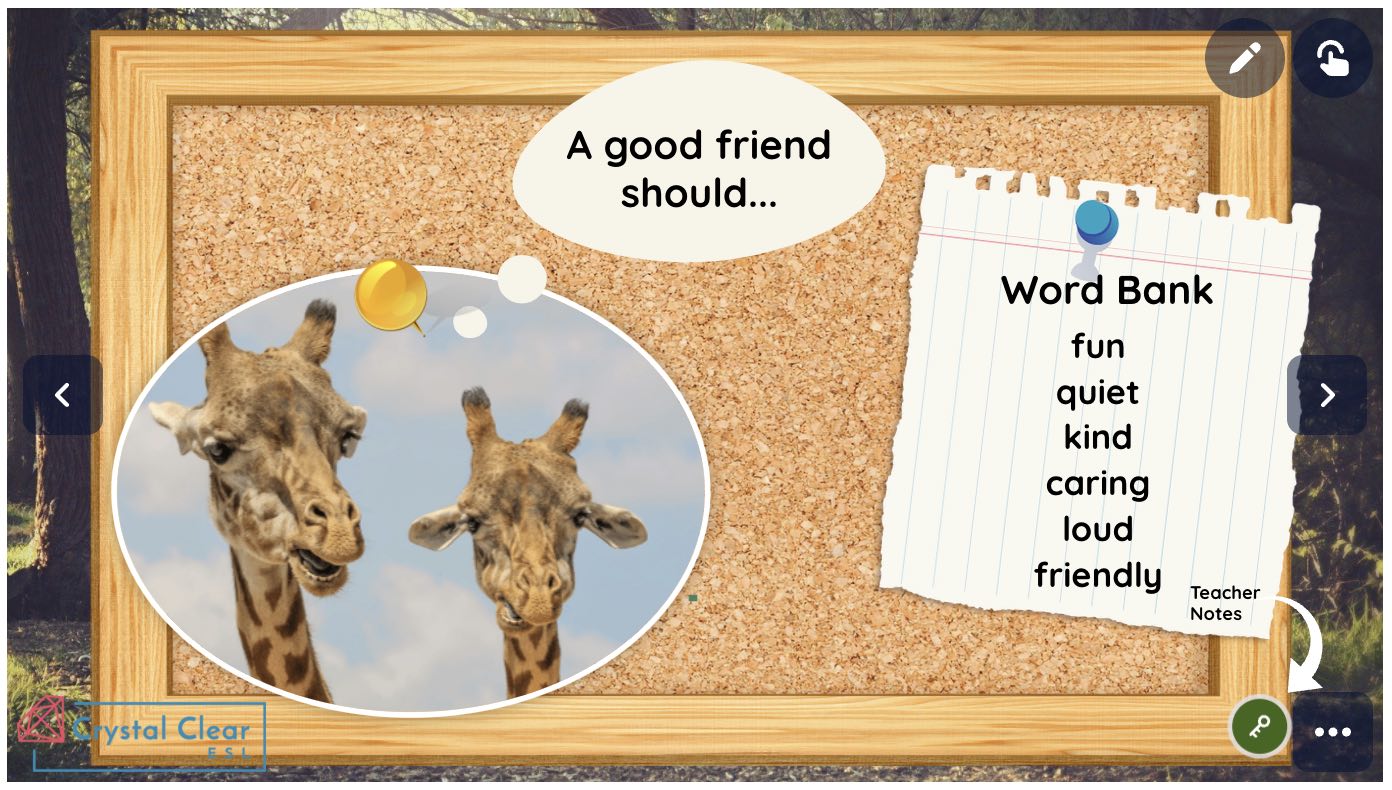 A good friend
should...
Word Bank
fun
quiet
kind
caring
loud
friendly
Teacher
Notes
Crystal Clear
ESL